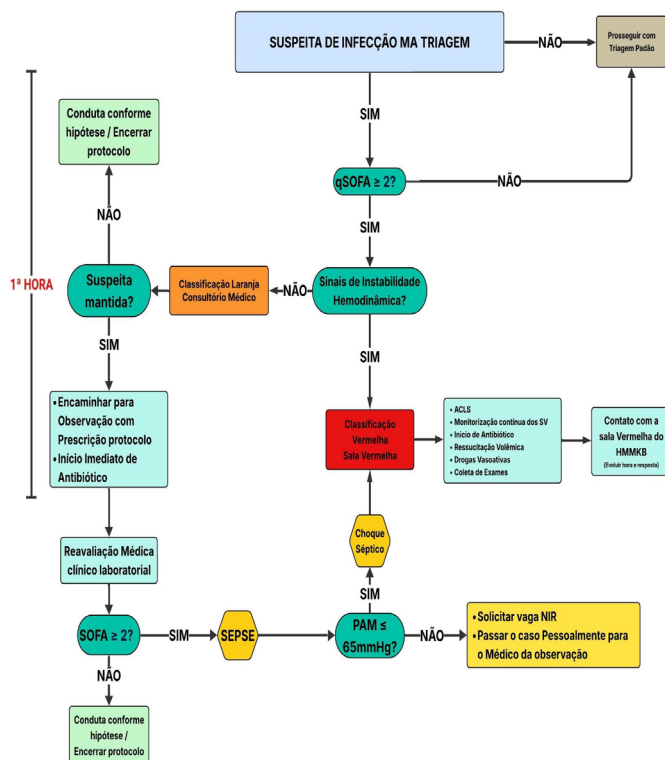 SUSPEITA DE INFECÇÃO MA TRIAGEM
NÃO
Prosseguir com
Triagem Padão
SIM
Conduta conforme
hipótese / Encerrar
protocolo
qSOFA ≥ 2?
NÃO
NÃO
SIM
1ª HORA
Suspeita
mantida?
Classificação Laranja
Consultório Médico
NÃO
Sinais de Instabilidade
Hemodinâmica?
SIM
SIM
• Encaminhar para
Observação com
Prescrição protocolo
• Início Imediato de
Antibiótico
Classificação
Vermelha
Sala Vermelha
• ACLS
• Monitorização contínua dos SV
• Início de Antibiótico
• Ressucitação Volêmica
• Drogas Vasoativas
• Coleta de Exames
Contato com a
sala Vermelha do
HMMKB
(Evoluir hora e resposta)
Choque
Séptico
Reavaliação Médica
clínico laboratorial
SIM
SOFA ≥ 2?
SIM
SEPSE
PAM ≤
65mmHg?
NÃO
• Solicitar vaga NIR
• Passar o caso Pessoalmente para
o Médico da observação
NÃO
Conduta conforme
hipótese /
Encerrar protocolo